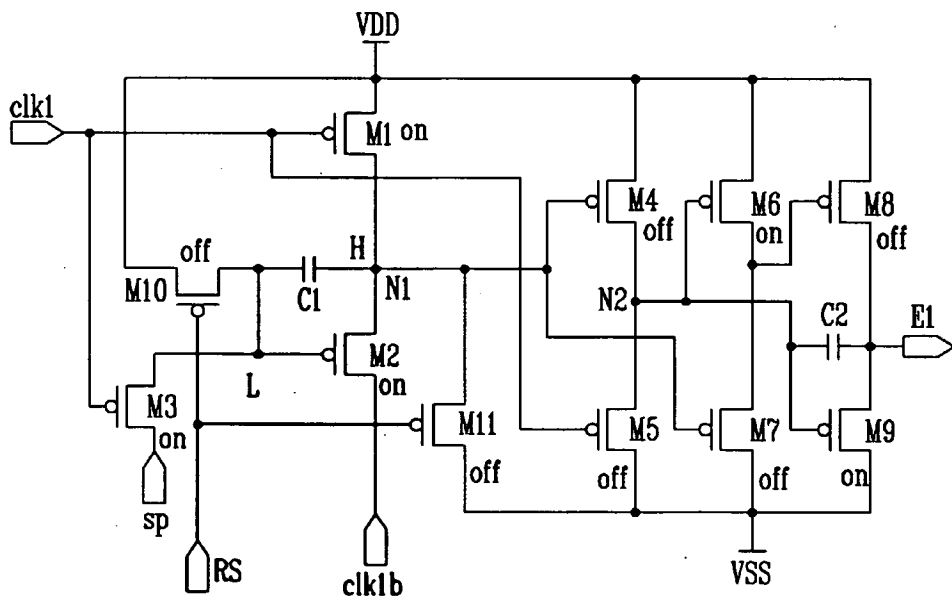 VDD
clk1
M1 on
M4
off
M6
on
M8
off
off
H
M10
C1
N1
N2
C2
E1
M2
on
L
M3
on
M11
off
M5
off
M7
off
M9
on
sp
RS
clk1b
VSS